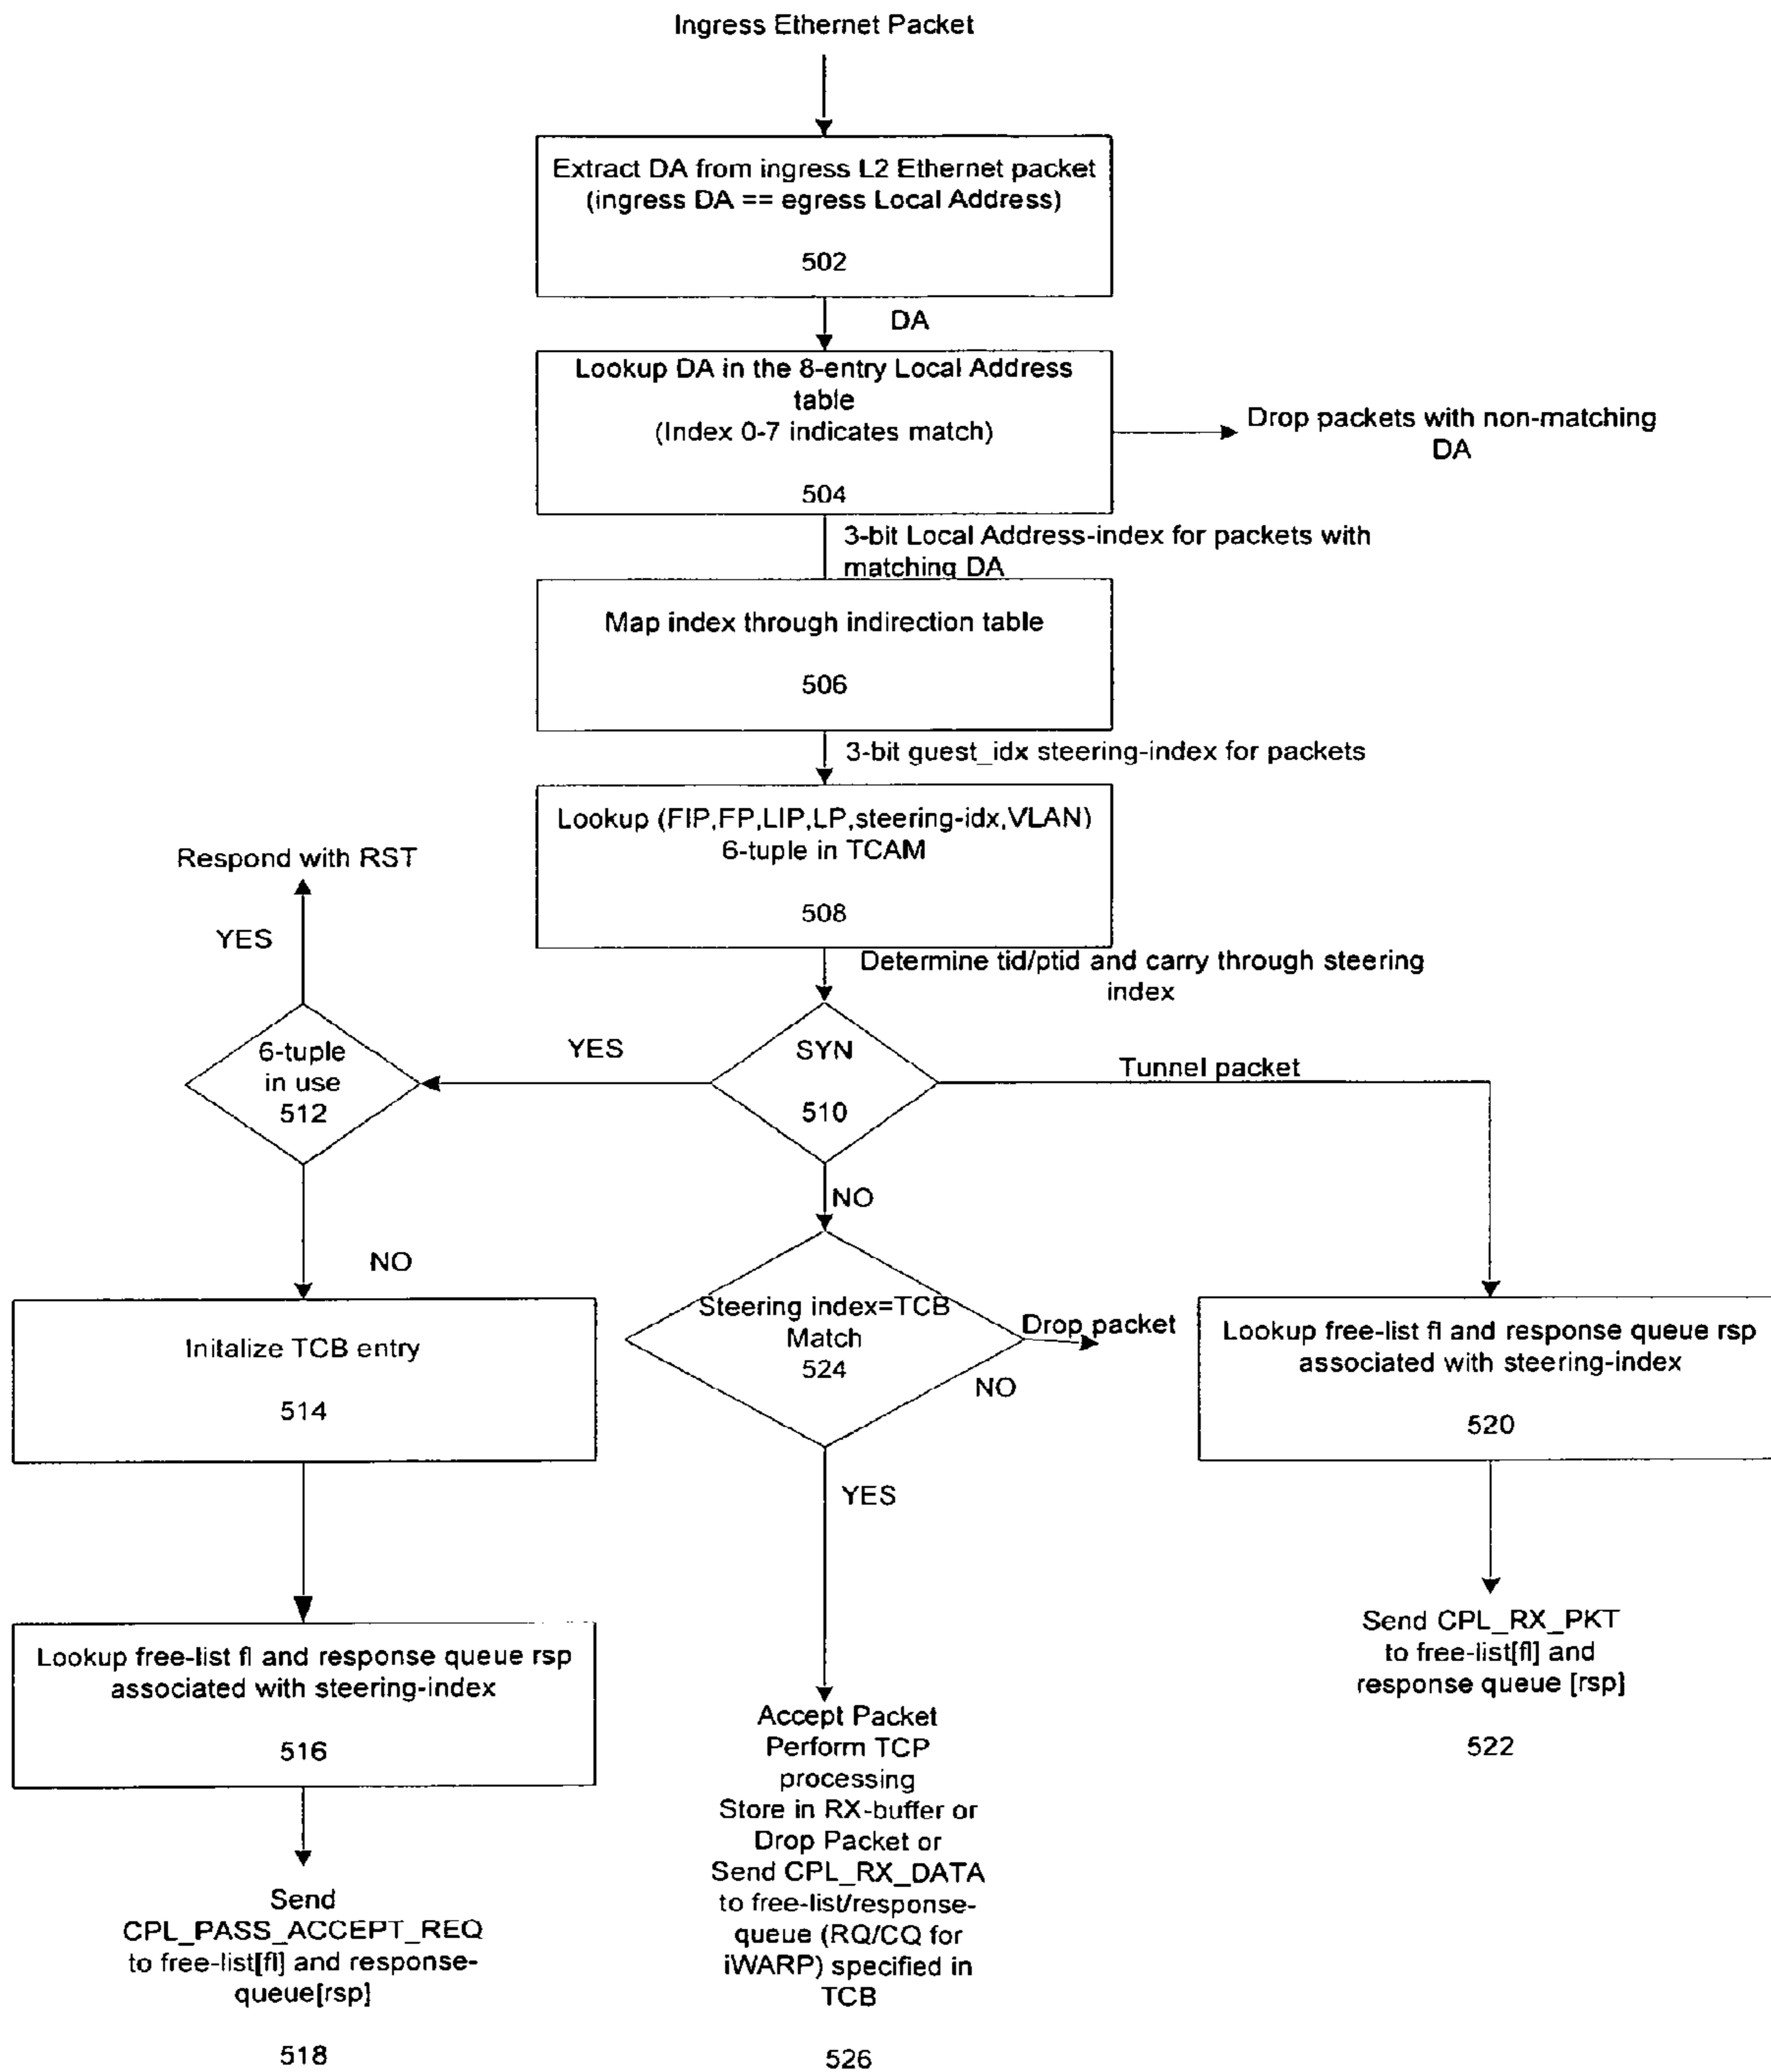 Ingress Ethernet Packet
Extract DA from ingress L2 Ethernet packet
(ingress DA == egress Local Address)
502
DA
Lookup DA in the 8-entry Local Address
table
(Index 0-7 indicates match)
504
Drop packets with non-matching
DA
3-bit Local Address-index for packets with
matching DA
Map index through indirection table
506
3-bit guest_idx steering-index for packets
Lookup (FIP,FP,LIP,LP,steering-idx,VLAN)
6-tuple in TCAM
508
Respond with RST
YES
Determine tid/ptid and carry through steering
index
6-tuple
in use
512
YES
SYN
510
Tunnel packet
NO
NO
Initalize TCB entry
514
Steering index=TCB
Match
524
Drop packet
NO
Lookup free-list fl and response queue rsp
associated with steering-index
520
YES
Lookup free-list fl and response queue rsp
associated with steering-index
516
Send CPL_RX_PKT
to free-list[fl] and
response queue [rsp]
522
Accept Packet
Perform TCP
processing
Store in RX-buffer or
Drop Packet or
Send CPL_RX_DATA
to free-list/response-
queue (RQ/CQ for
iWARP) specified in
TCB
526
Send
CPL_PASS_ACCEPT_REQ
to free-list[fl] and response-
queue[rsp]
518